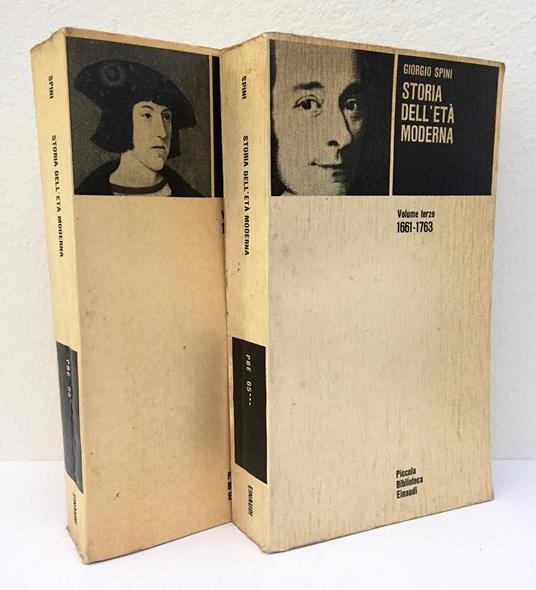 SPINI
STORIA DELL'ETÀ MODERNA
PBE 65
EINAUDI
SPINI
STORIA DELL'ETÀ MODERNA
PBE 65***
EINAUDI
GIORGIO SPINI
STORIA
DELL'ETÀ
MODERNA
Volume terzo
1661-1763
Piccola
Biblioteca
Einaudi